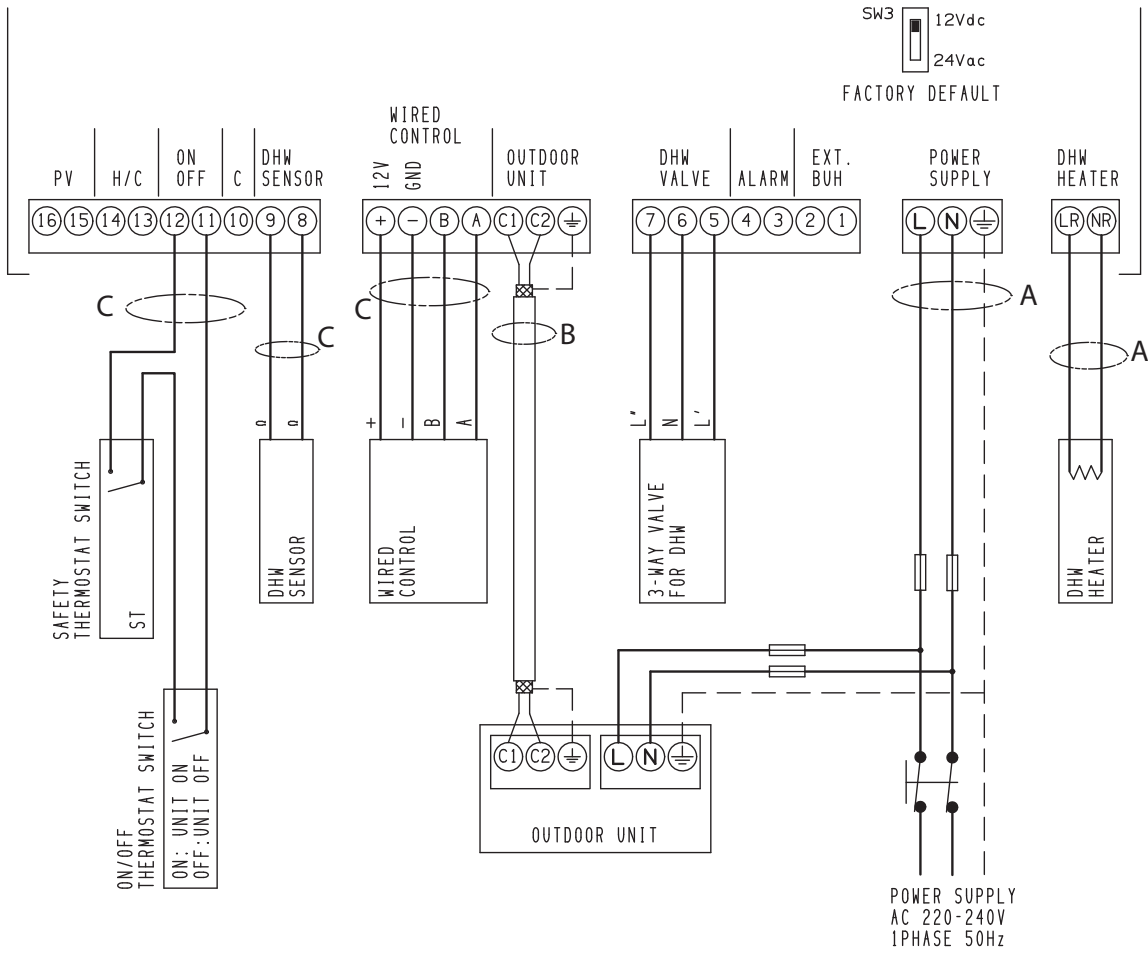 SW3
12Vdc
24Vac
FACTORY DEFAULT
PV
H/C
ON
OFF
C
DHW
SENSOR
WIRED
CONTROL
12V
GND
OUTDOOR
UNIT
DHW
VALVE
ALARM
EXT.
BUH
POWER
SUPPLY
DHW
HEATER
16 15 14 13 12 11 10 9 8
+ - B A C1 C2
7 6 5 4 3 2 1
L N
LR NR
C
C
C
B
A
A
Ω Ω
+ - B A
L" N L'
SAFETY
THERMOSTAT SWITCH
ST
DHW
SENSOR
WIRED
CONTROL
3-WAY VALVE
FOR DHW
DHW
HEATER
ON/OFF
THERMOSTAT SWITCH
ON: UNIT ON
OFF:UNIT OFF
C1 C2
L N
OUTDOOR UNIT
POWER SUPPLY
AC 220-240V
1PHASE 50Hz